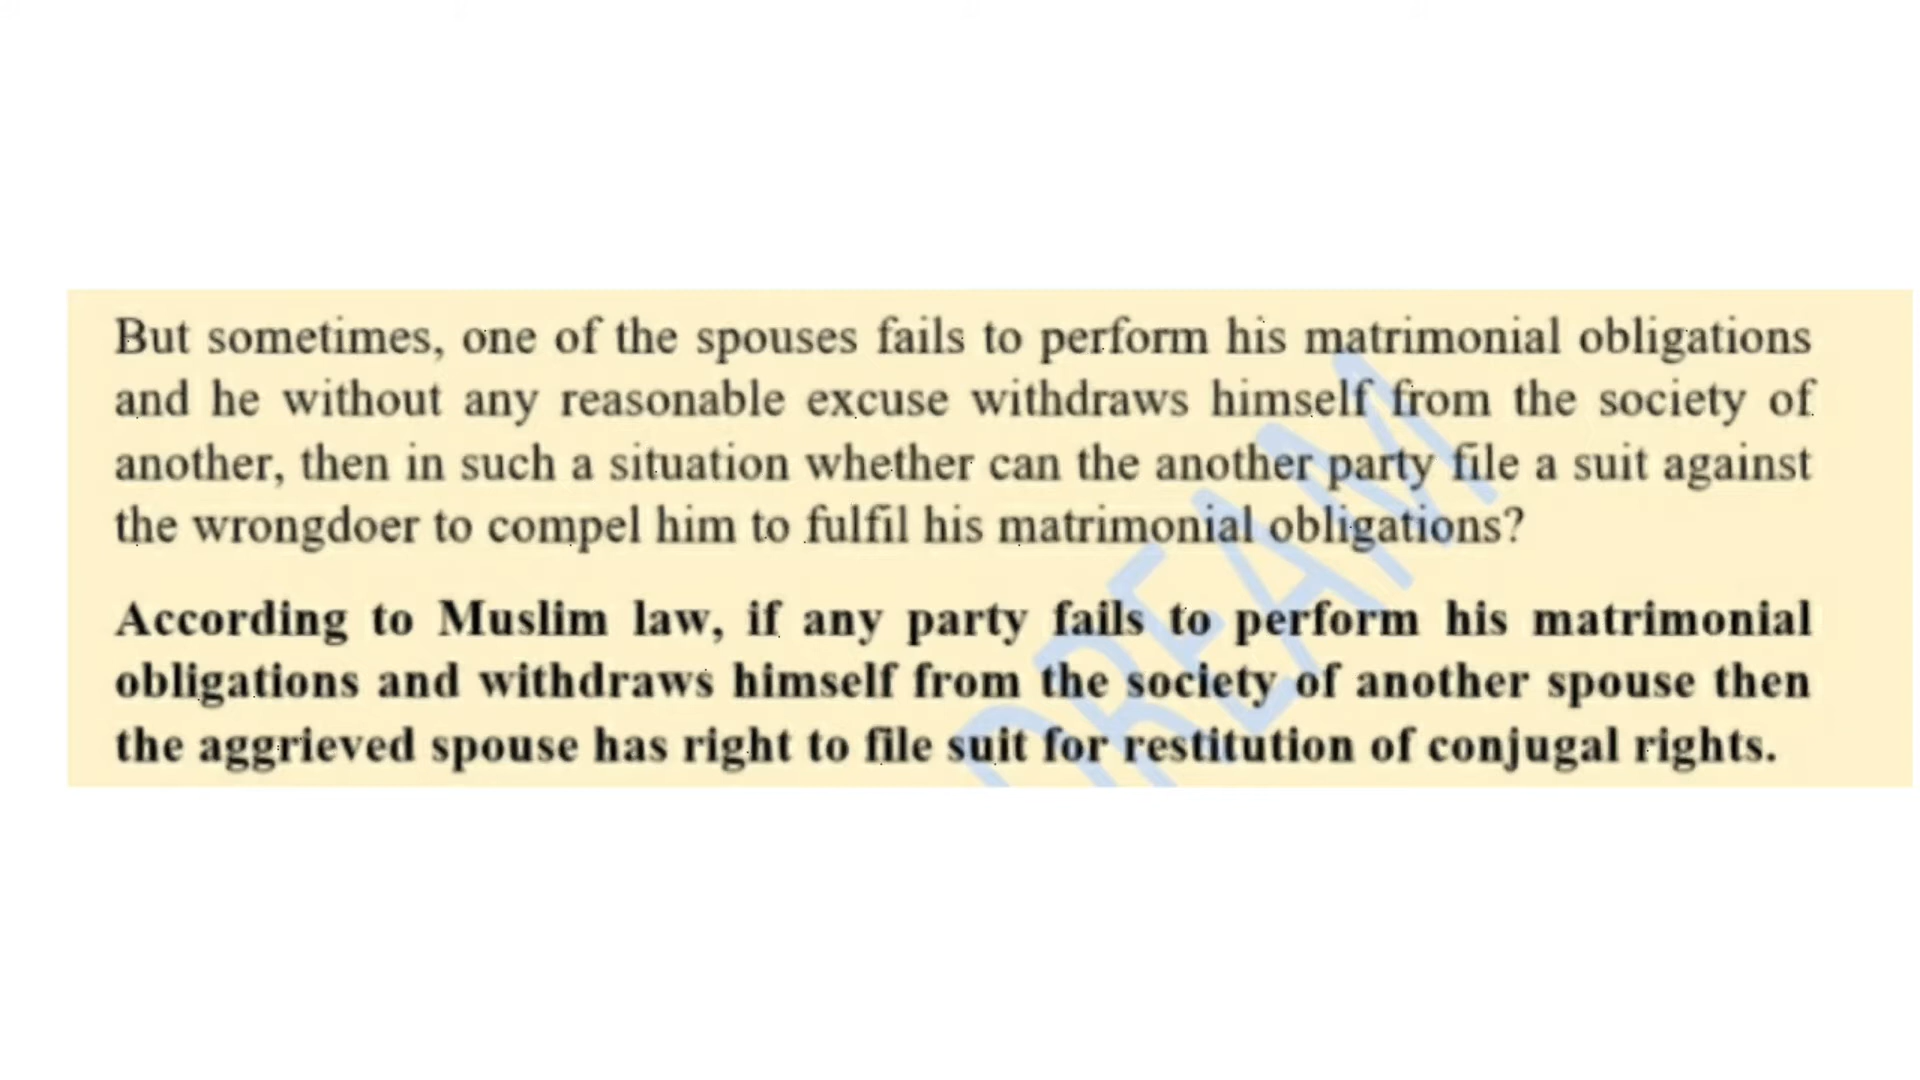 But sometimes, one of the spouses fails to perform his matrimonial obligations
and he without any reasonable excuse withdraws himself from the society of
another, then in such a situation whether can the another party file a suit against
the wrongdoer to compel him to fulfil his matrimonial obligations?
According to Muslim law, if any party fails to perform his matrimonial
obligations and withdraws himself from the society of another spouse then
the aggrieved spouse has right to file suit for restitution of conjugal rights.
DREAM